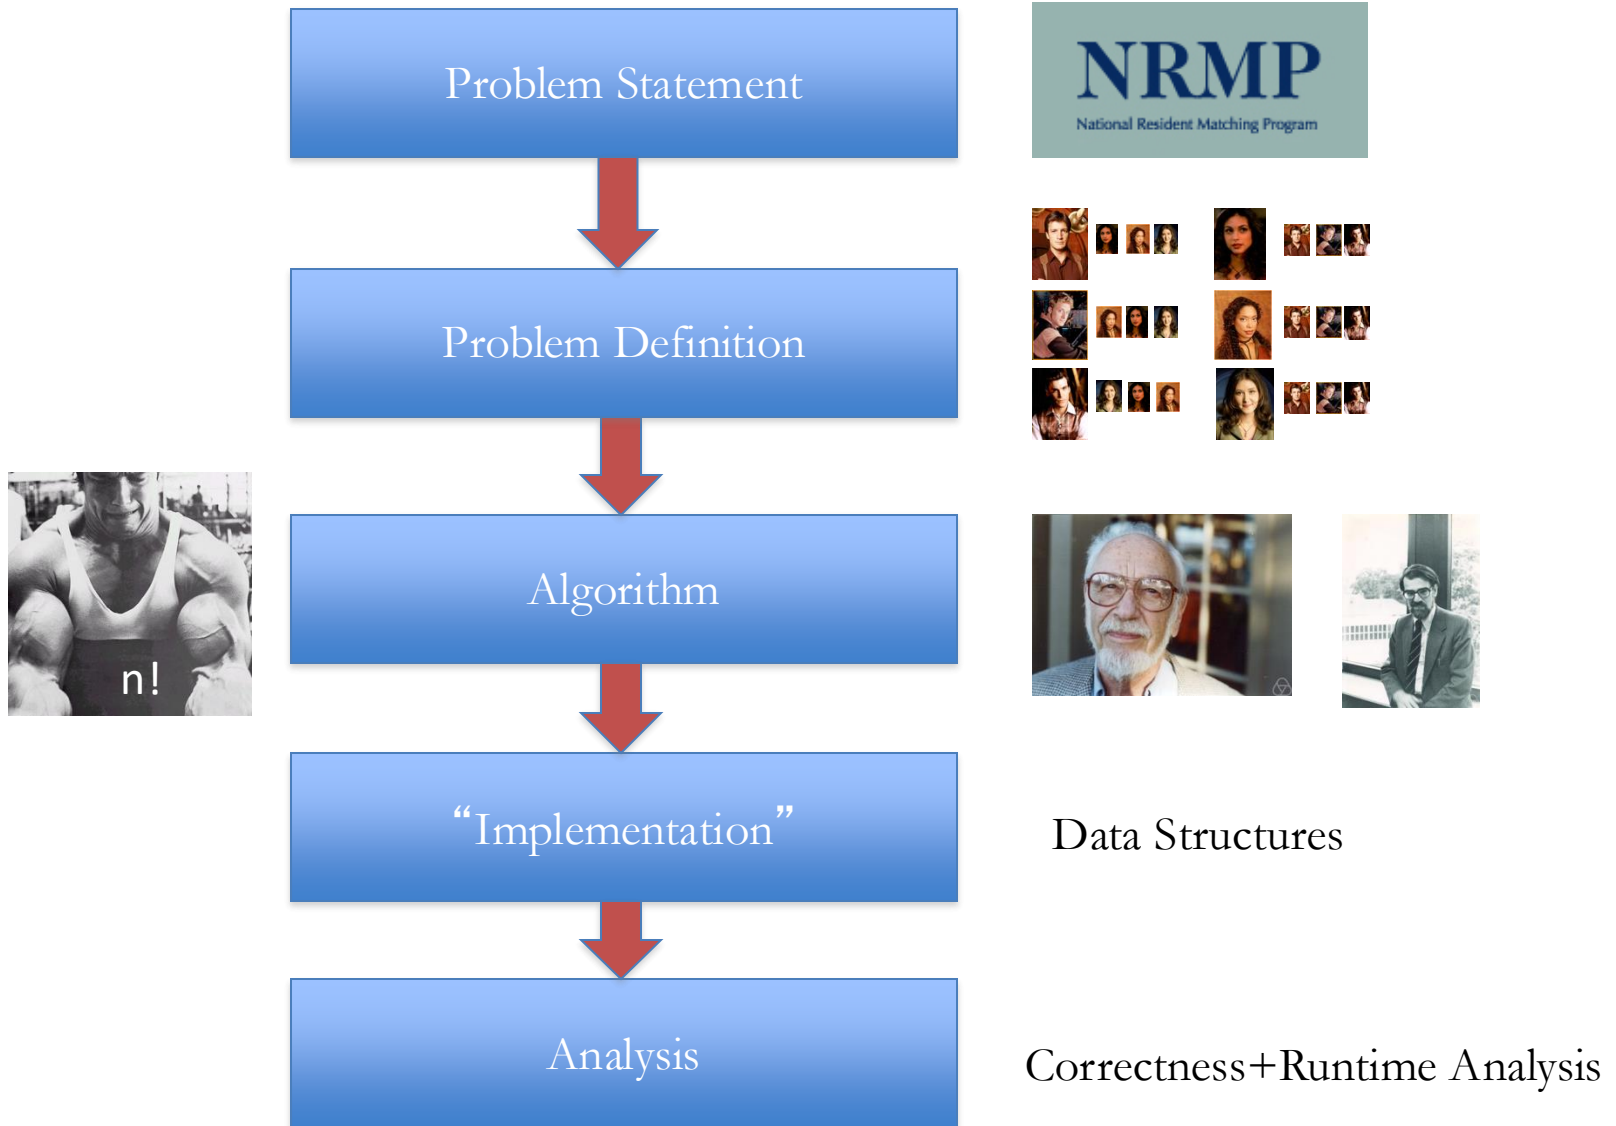 Problem Statement
NRMP
National Resident Matching Program
Problem Definition
Algorithm
n!
“Implementation”
Data Structures
Analysis
Correctness+Runtime Analysis